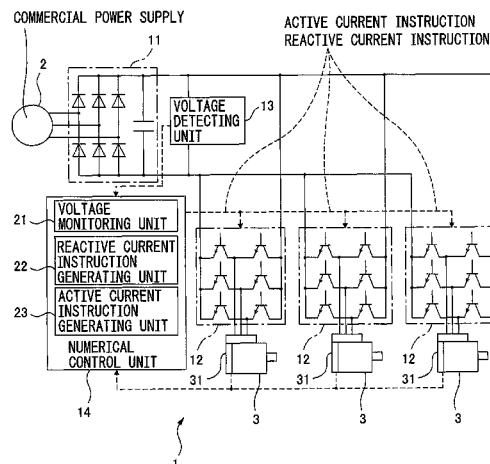 COMMERCIAL POWER SUPPLY
ACTIVE CURRENT INSTRUCTION
REACTIVE CURRENT INSTRUCTION
11
2
VOLTAGE
DETECTING
UNIT
13
21
VOLTAGE
MONITORING UNIT
22
REACTIVE CURRENT
INSTRUCTION
GENERATING UNIT
23
ACTIVE CURRENT
INSTRUCTION
GENERATING UNIT
NUMERICAL
CONTROL UNIT
14
12
12
12
31
31
31
3
3
3
1